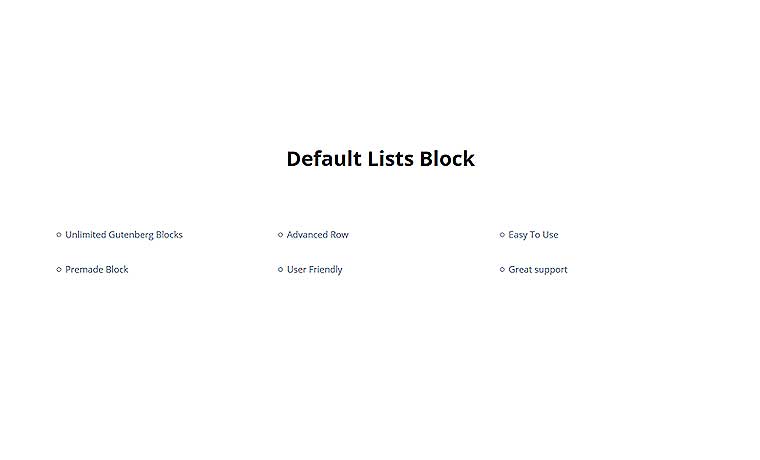 Default Lists Block
Unlimited Gutenberg Blocks
Advanced Row
Easy To Use
Premade Block
User Friendly
Great support